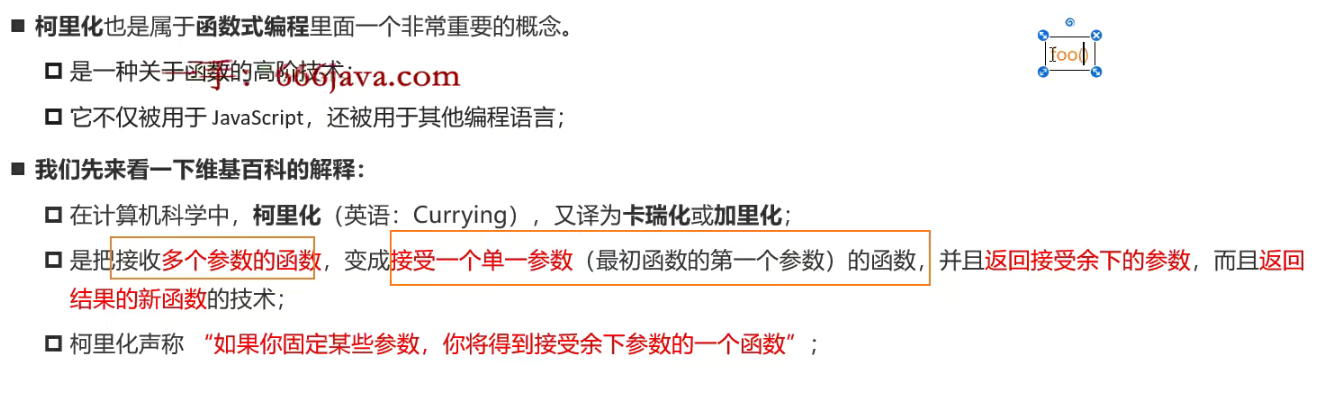 柯里化也是属于函数式编程里面一个非常重要的概念。
foo()
是一种关于函数的高阶技术；
666java.com
它不仅被用于 JavaScript，还被用于其他编程语言；
我们先来看一下维基百科的解释：
在计算机科学中，柯里化（英语：Currying），又译为卡瑞化或加里化；
是把接收多个参数的函数，变成接受一个单一参数（最初函数的第一个参数）的函数，并且返回接受余下的参数，而且返回
结果的新函数的技术；
柯里化声称 “如果你固定某些参数，你将得到接受余下参数的一个函数”；